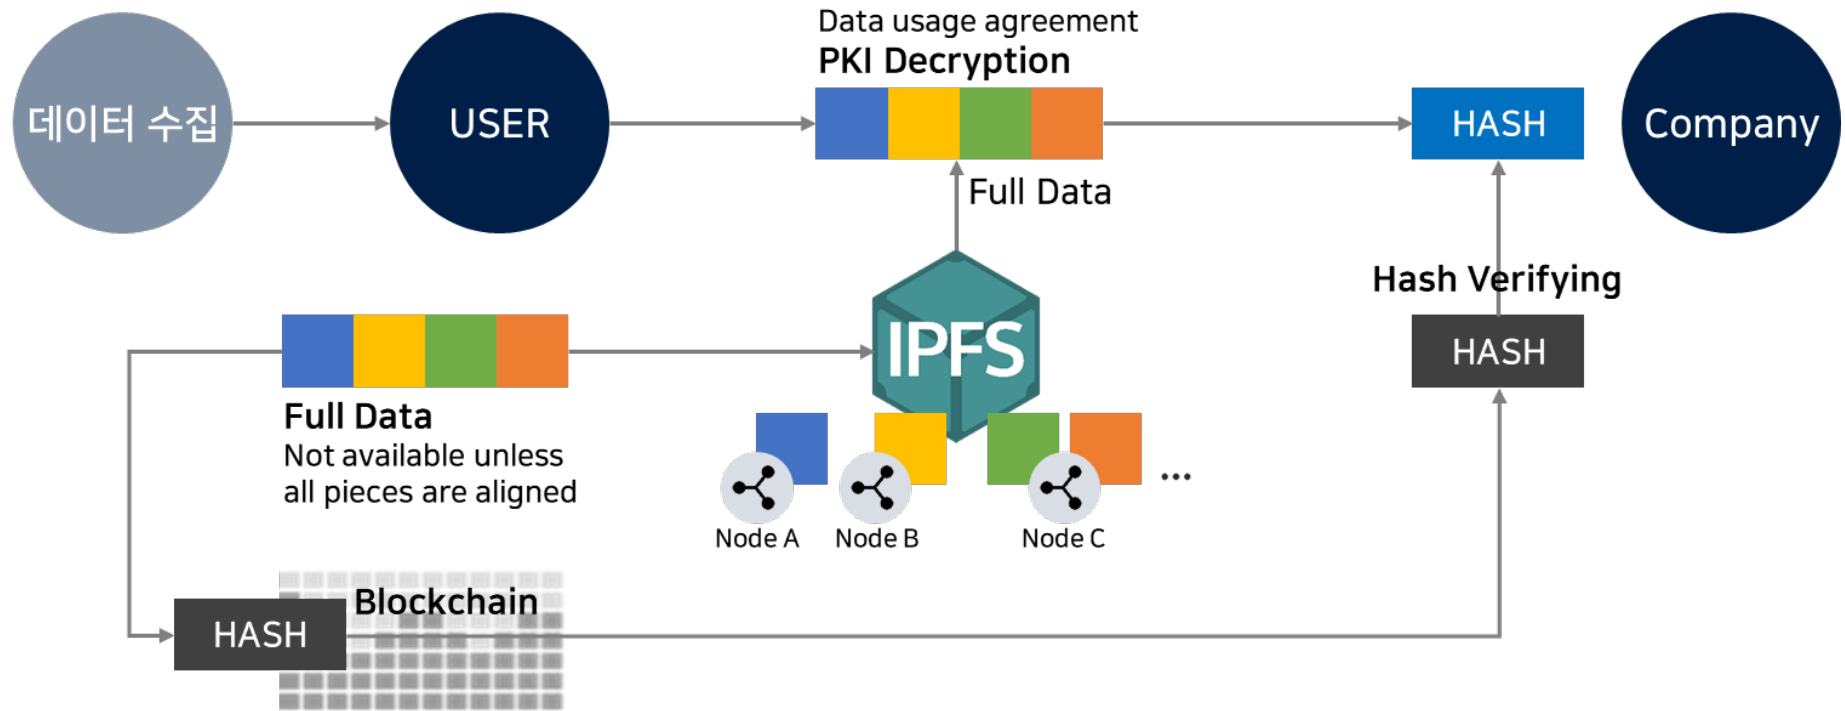 데이터 수집
USER
Data usage agreement
PKI Decryption
HASH
Company
Full Data
Hash Verifying
IPFS
HASH
Full Data
Not available unless
all pieces are aligned
...
Node A
Node B
Node C
Blockchain
HASH